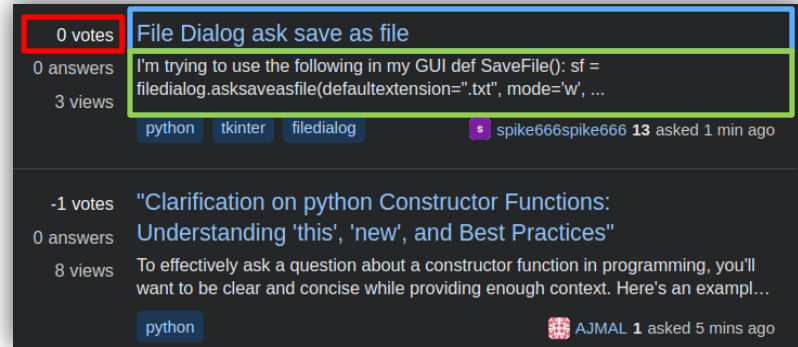 0 votes
File Dialog ask save as file
0 answers
I'm trying to use the following in my GUI def SaveFile(): sf =
filedialog.asksaveasfile(defaultextension=".txt", mode='w', ...
3 views
python tkinter filedialog
s spike666spike666 13 asked 1 min ago
-1 votes
"Clarification on python Constructor Functions:
Understanding 'this', 'new', and Best Practices"
0 answers
8 views
To effectively ask a question about a constructor function in programming, you'll
want to be clear and concise while providing enough context. Here's an exampl...
python
AJMAL 1 asked 5 mins ago